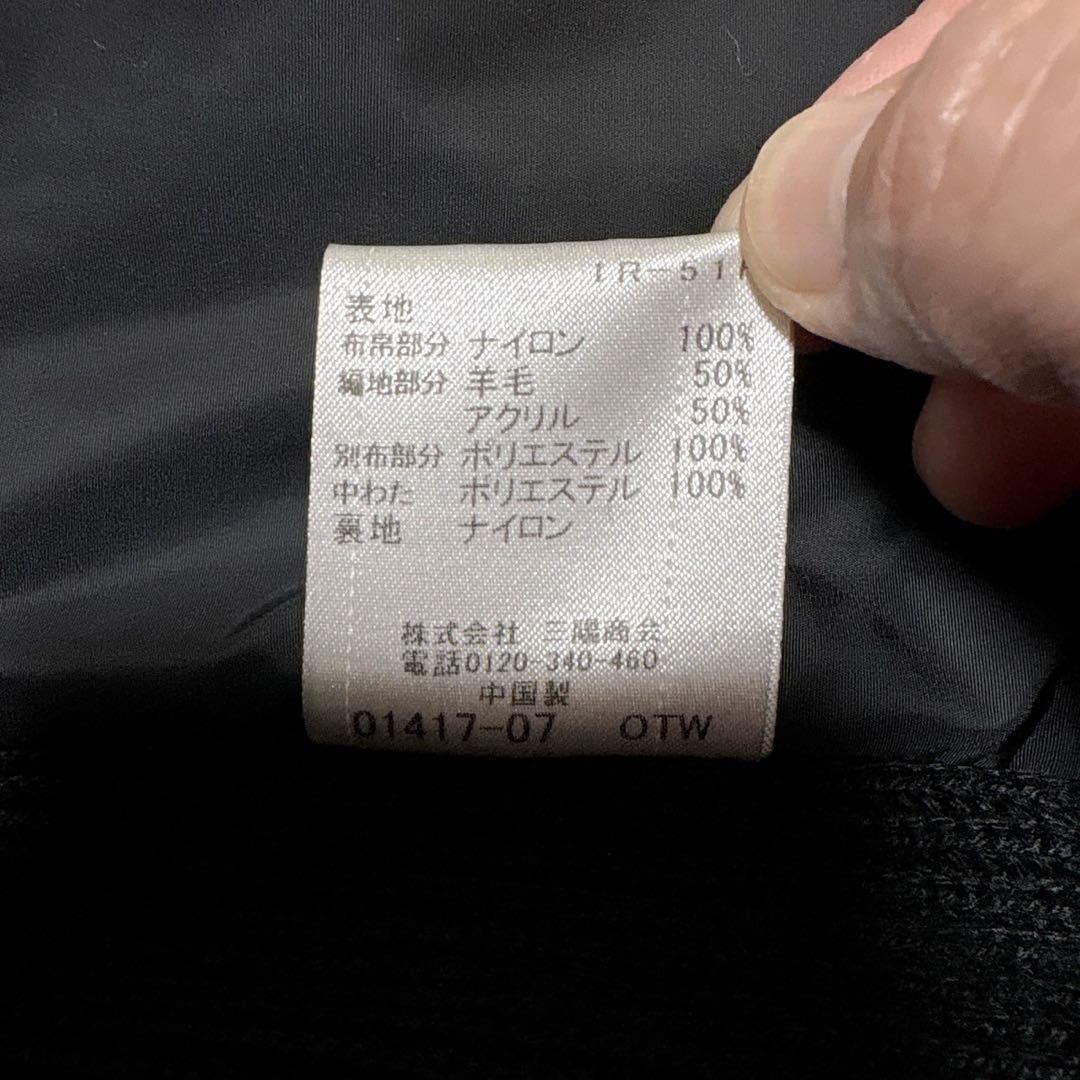 IR-51
表地
布帛部分 ナイロン 100%
編地部分 羊毛 50%
アクリル 50%
別布部分 ポリエステル 100%
中わた ポリエステル 100%
裏地 ナイロン
株式会社 三陽商会
電話0120-340-460
中国製
01417-07 OTW